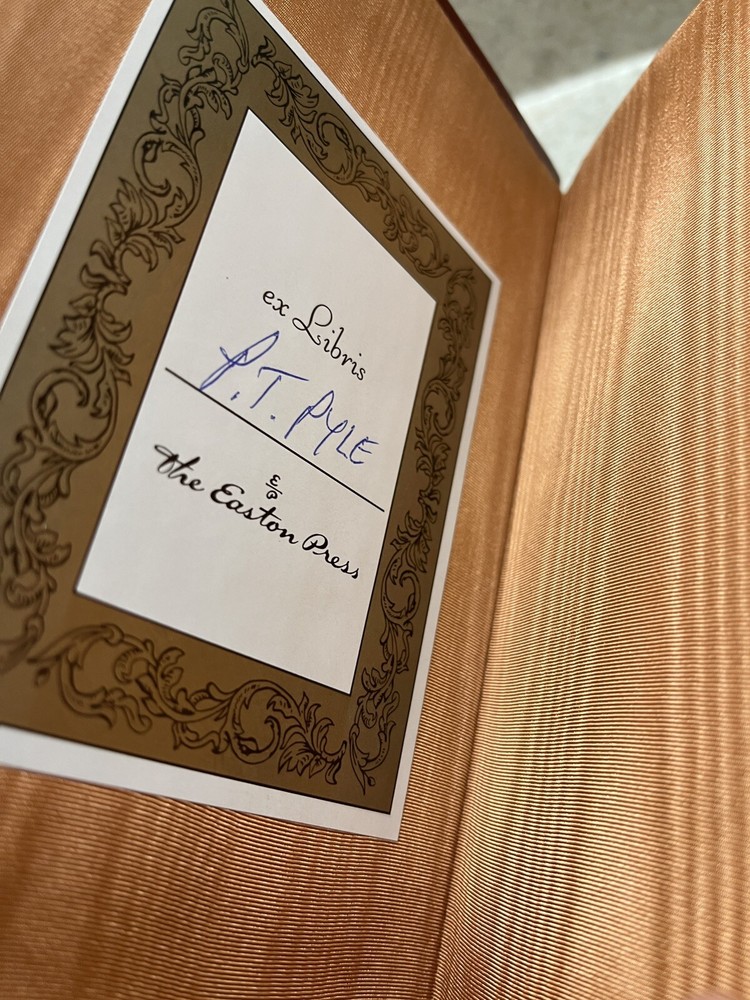 ex Libris
P.T. PYLE
E/P
The Easton Press